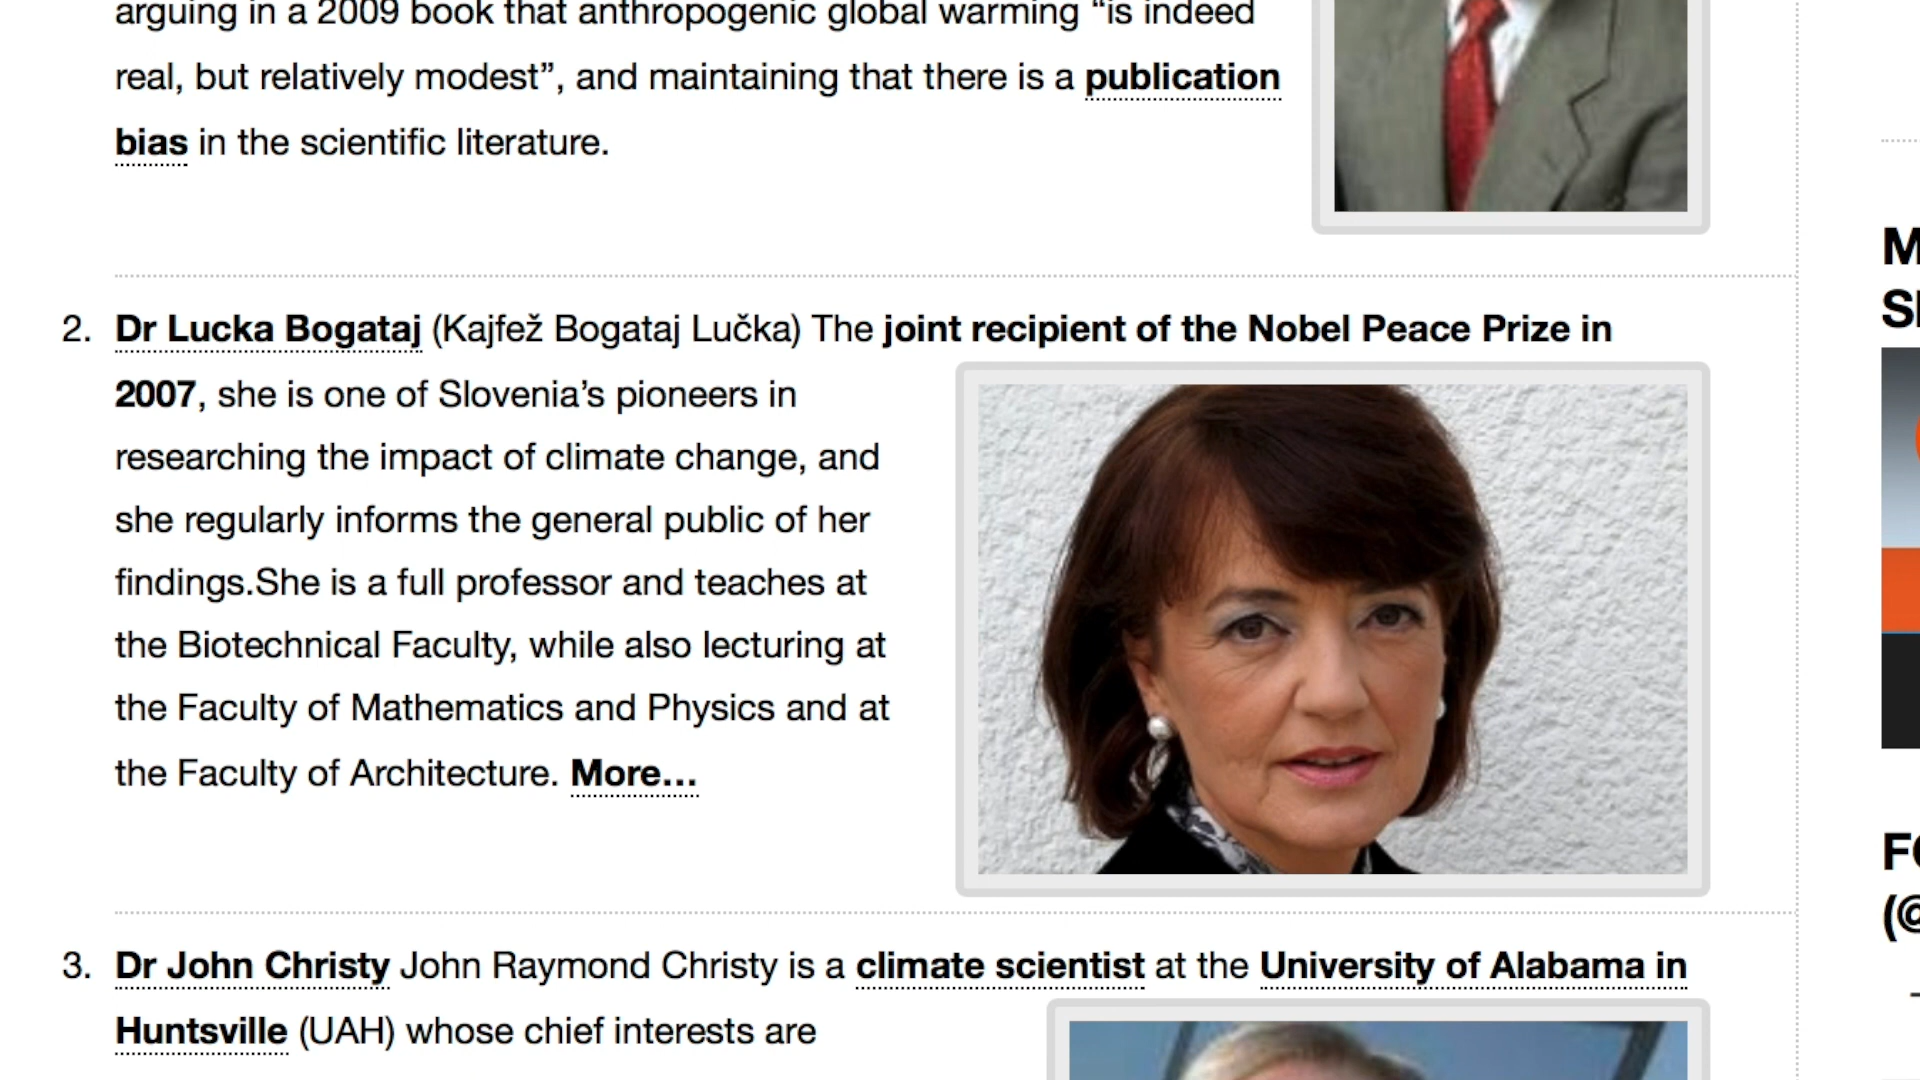 arguing in a 2009 book that anthropogenic global warming “is indeed
real, but relatively modest”, and maintaining that there is a publication
bias in the scientific literature.
2. Dr Lucka Bogataj (Kajfež Bogataj Lučka) The joint recipient of the Nobel Peace Prize in
2007, she is one of Slovenia’s pioneers in
researching the impact of climate change, and
she regularly informs the general public of her
findings.She is a full professor and teaches at
the Biotechnical Faculty, while also lecturing at
the Faculty of Mathematics and Physics and at
the Faculty of Architecture. More...
3. Dr John Christy John Raymond Christy is a climate scientist at the University of Alabama in
Huntsville (UAH) whose chief interests are